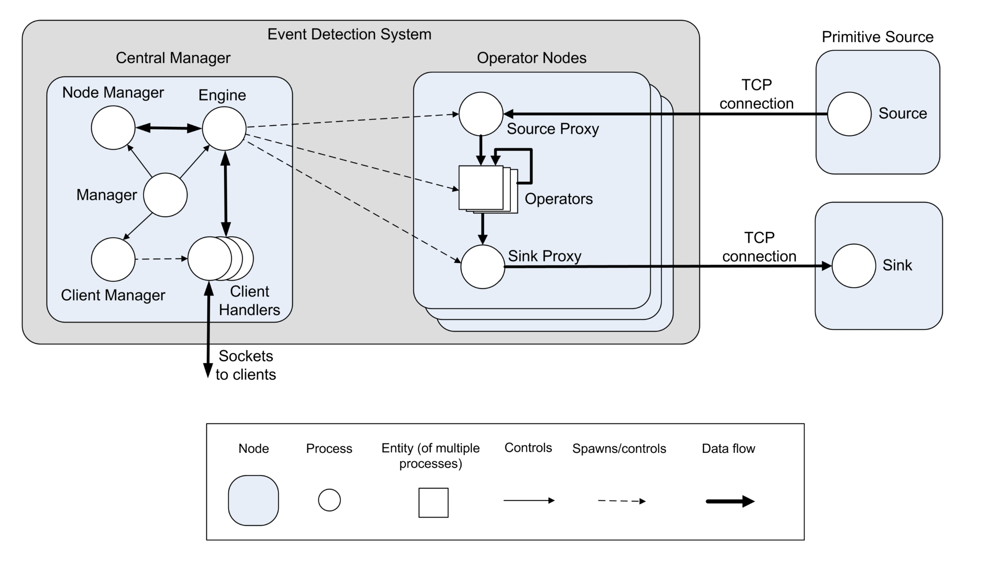 Event Detection System
Central Manager
Operator Nodes
Primitive Source
Node Manager
Engine
TCP
connection
Source
Source Proxy
Manager
Operators
TCP
connection
Sink Proxy
Sink
Client Manager
Client
Handlers
Sockets
to clients
Node
Process
Entity (of multiple
processes)
Controls
Spawns/controls
Data flow